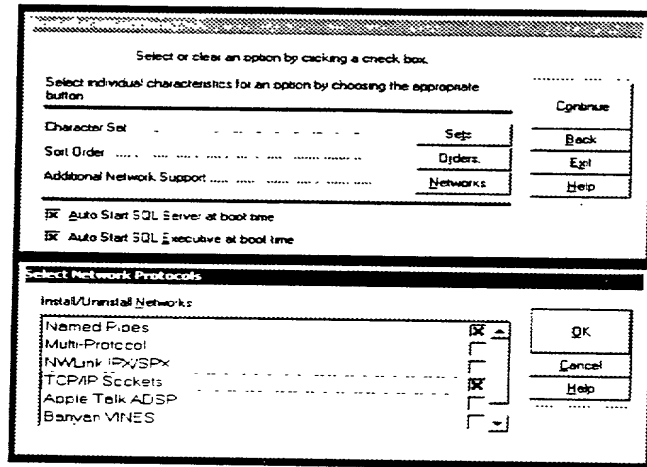 Select or clear an option by clicking a check box.
Select individual characteristics for an option by choosing the appropriate
button
Continue
Character Set
Sets
Back
Sort Order
Orders.
Exit
Additional Network Support
Networks
Help
Auto Start SQL Server at boot time
Auto Start SQL Executive at boot time
Select Network Protocols
Install/Uninstall Networks
Named Pipes
OK
Multi-Protocol
NWLink IPX/SPX
Cancel
TCP/IP Sockets
Help
Apple Talk ADSP
Banyan VINES